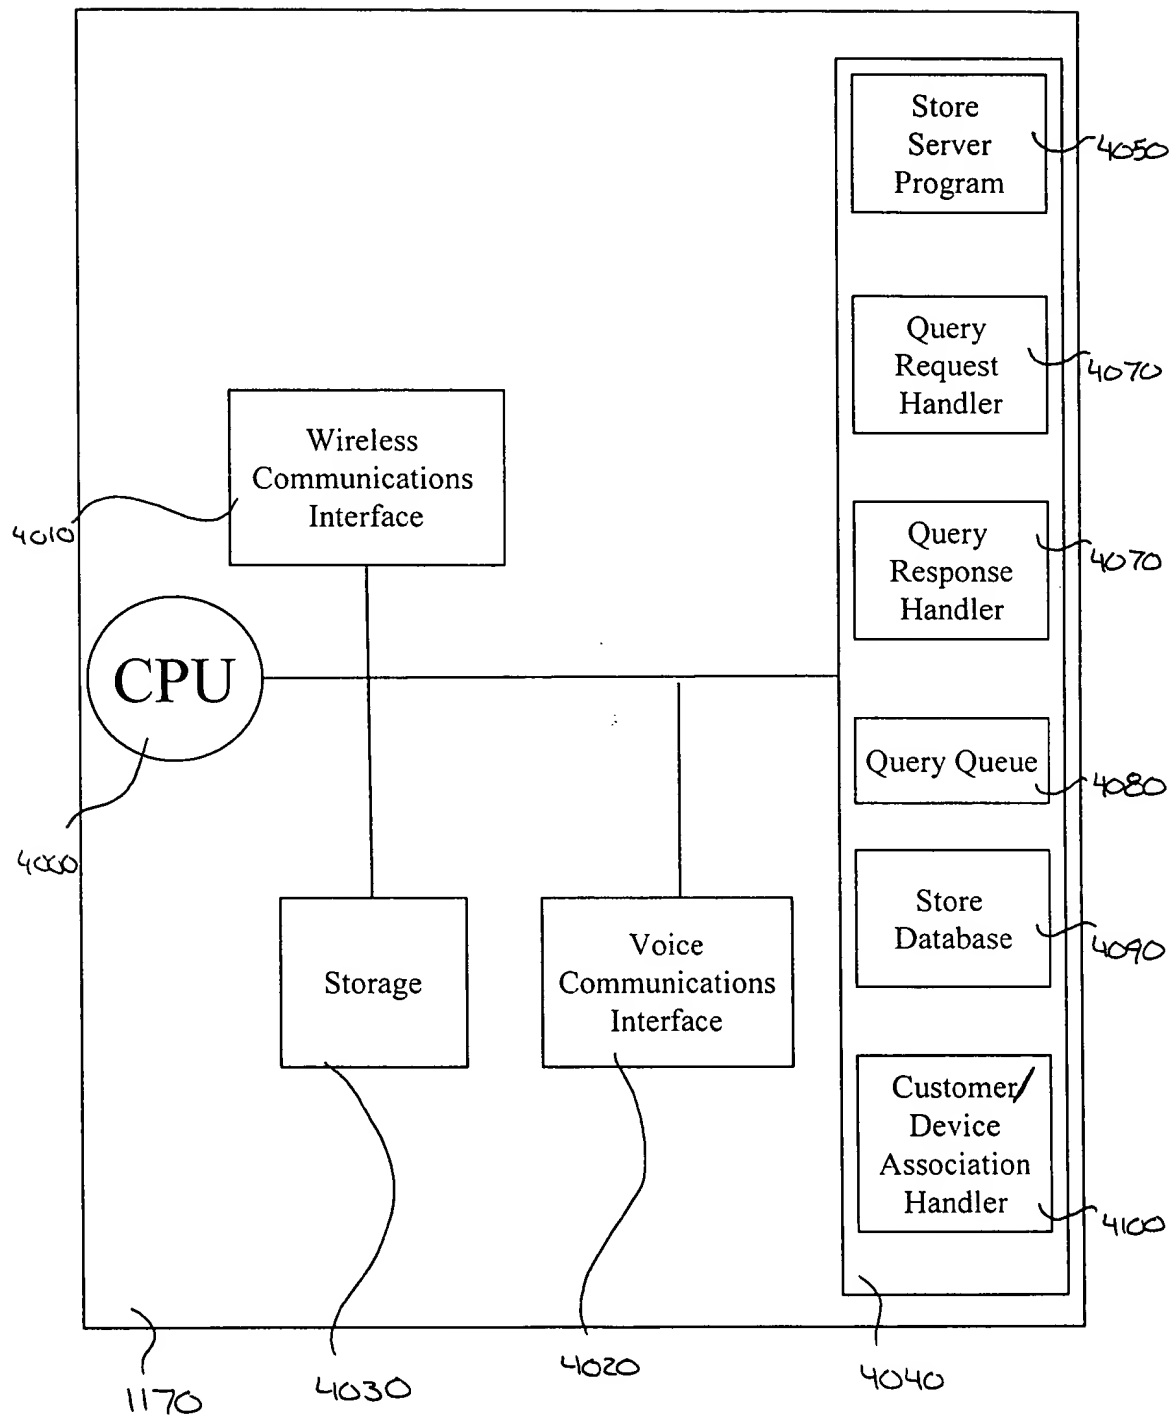 Store
Server
Program
4050
Query
Request
Handler
4070
Wireless
Communications
Interface
4010
Query
Response
Handler
4070
CPU
4000
Query Queue
4080
Store
Database
4090
Storage
Voice
Communications
Interface
Customer/
Device
Association
Handler
4100
1170
4030
4020
4040